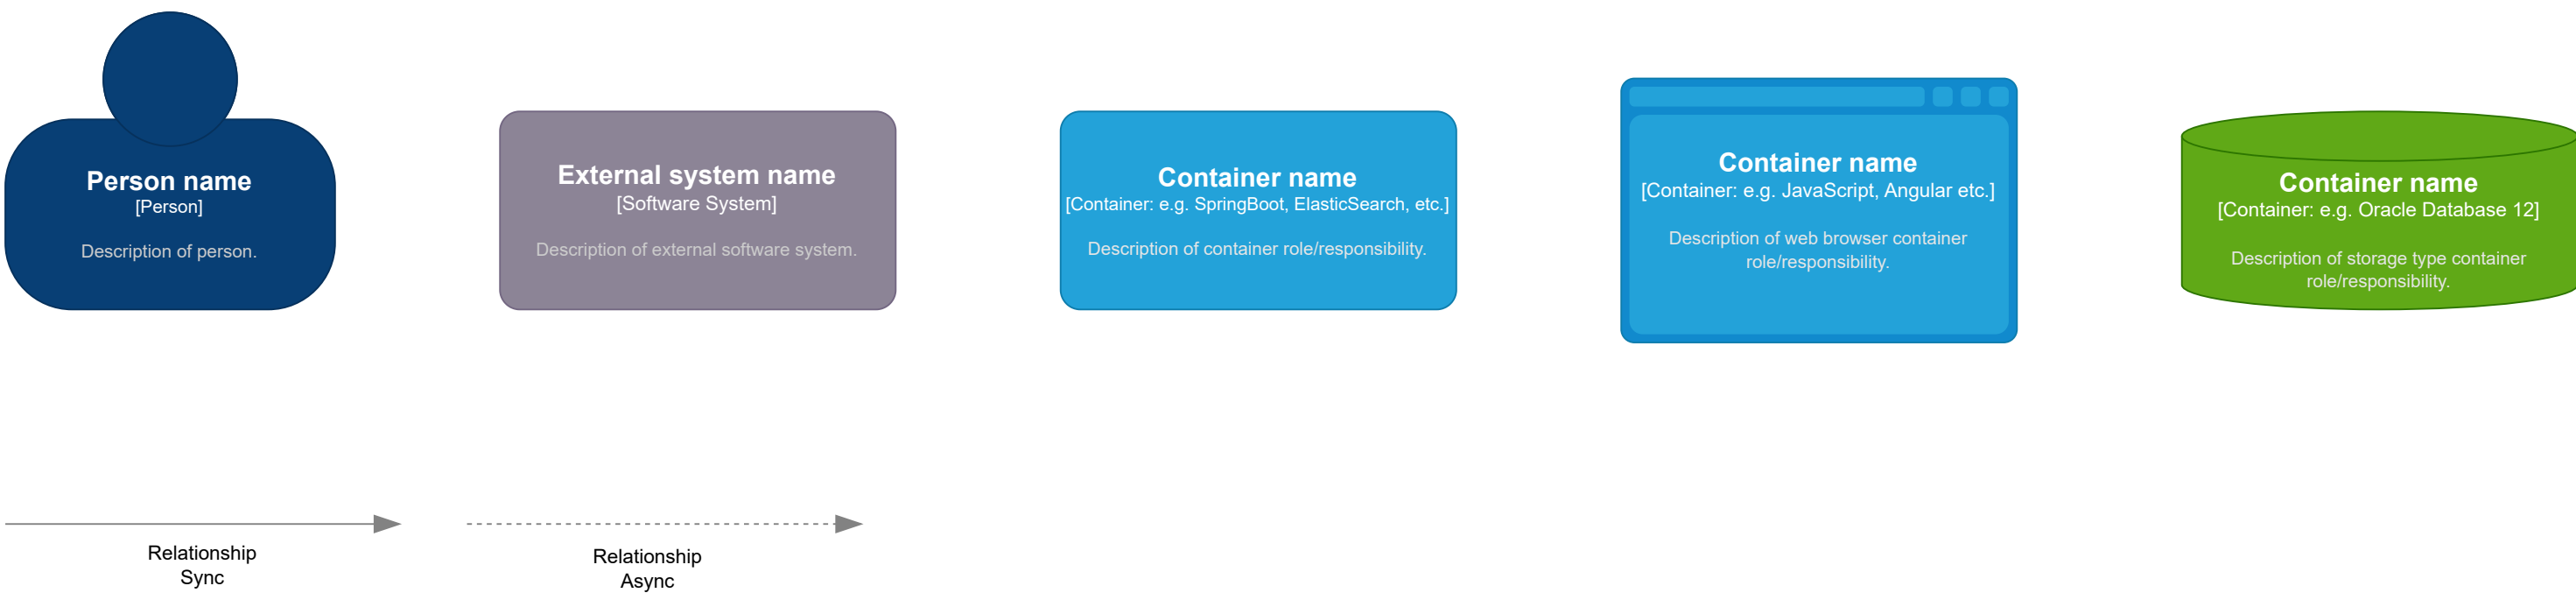 Person name
[Person]
Description of person.
External system name
[Software System]
Description of external software system.
Container name
[Container: e.g. SpringBoot, ElasticSearch, etc.]
Description of container role/responsibility.
Container name
[Container: e.g. JavaScript, Angular etc.]
Description of web browser container
role/responsibility.
Container name
[Container: e.g. Oracle Database 12]
Description of storage type container
role/responsibility.
Relationship
Sync
Relationship
Async